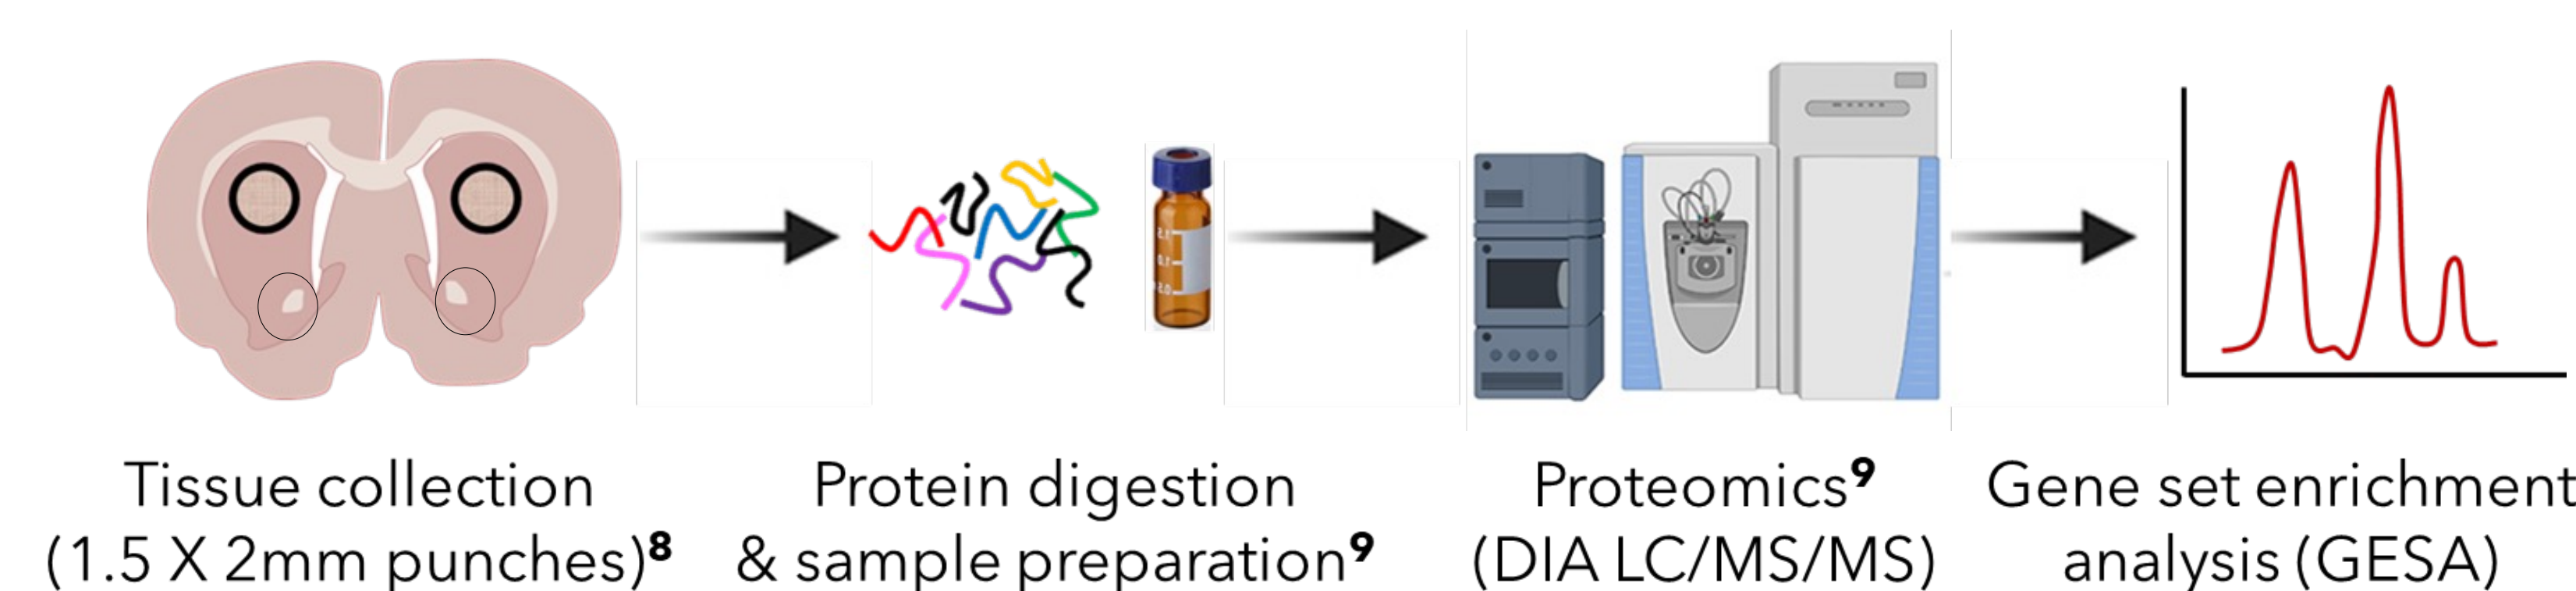 Tissue collection
(1.5 X 2mm punches)⁸
Protein digestion
& sample preparation⁹
Proteomics⁹
(DIA LC/MS/MS)
Gene set enrichment
analysis (GESA)